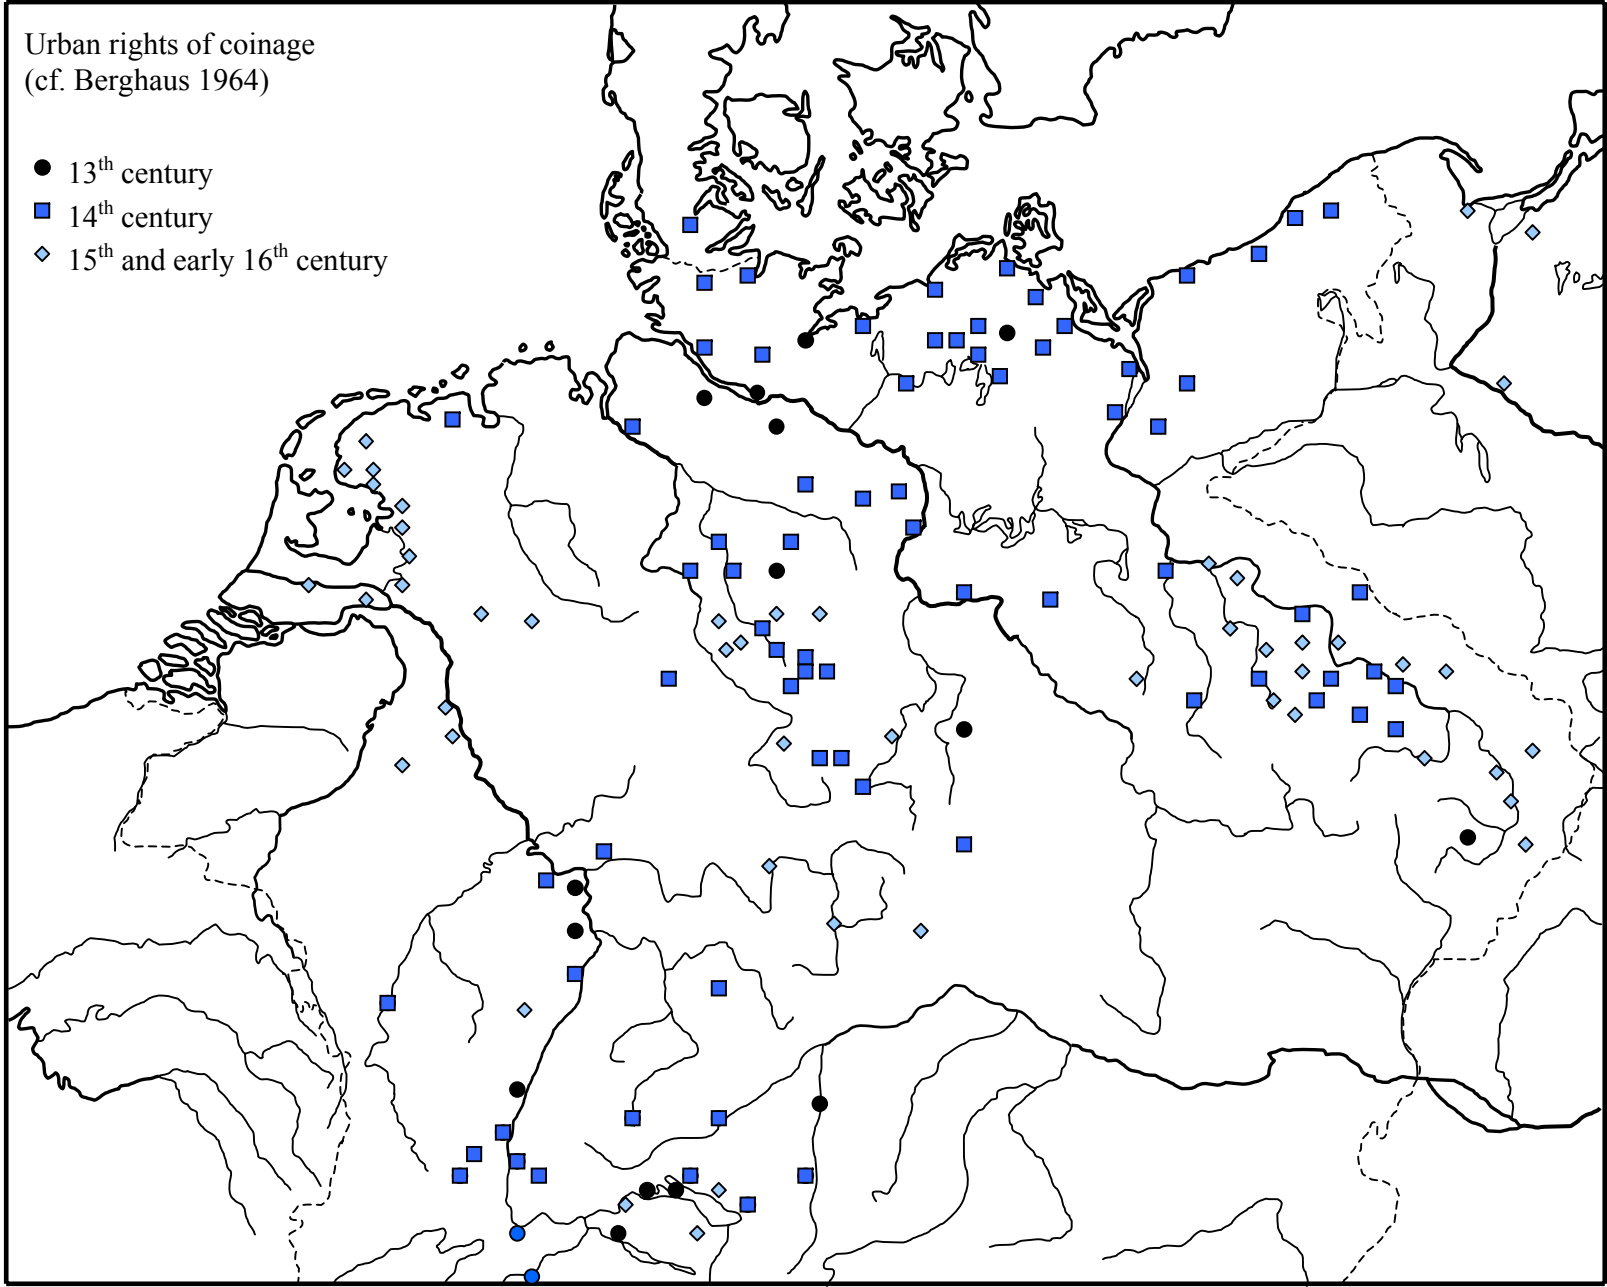 Urban rights of coinage
(cf. Berghaus 1964)
13th century
14th century
15th and early 16th century